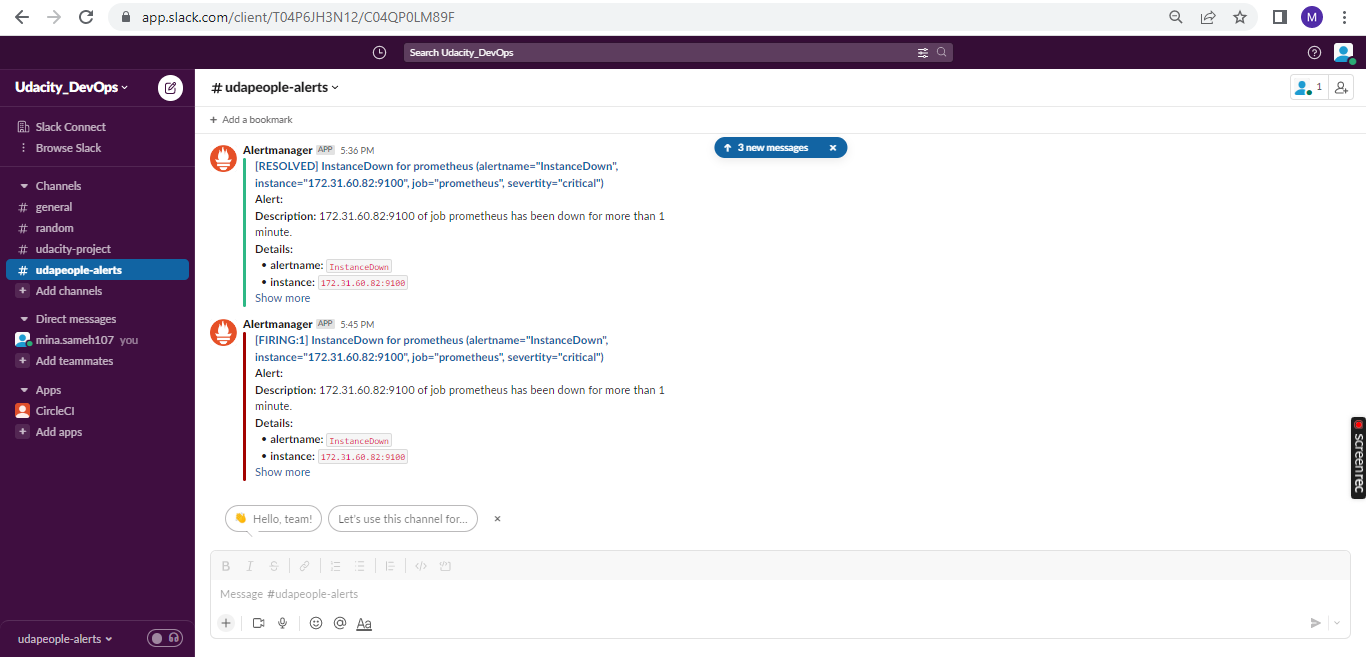 app.slack.com/client/T04P6JH3N12/C04QP0LM89F
M
Search Udacity_DevOps
Udacity_DevOps
Slack Connect
Browse Slack
Channels
# general
# random
# udacity-project
# udapeople-alerts
+ Add channels
Direct messages
mina.sameh107 you
+ Add teammates
Apps
CircleCI
+ Add apps
udapeople-alerts
# udapeople-alerts
1
+ Add a bookmark
3 new messages ×
Alertmanager APP 5:36 PM
[RESOLVED] InstanceDown for prometheus (alertname="InstanceDown",
instance="172.31.60.82:9100", job="prometheus", severtity="critical")
Alert:
Description: 172.31.60.82:9100 of job prometheus has been down for more than 1
minute.
Details:
• alertname: InstanceDown
• instance: 172.31.60.82:9100
Show more
Alertmanager APP 5:45 PM
[FIRING:1] InstanceDown for prometheus (alertname="InstanceDown",
instance="172.31.60.82:9100", job="prometheus", severtity="critical")
Alert:
Description: 172.31.60.82:9100 of job prometheus has been down for more than 1
minute.
Details:
• alertname: InstanceDown
• instance: 172.31.60.82:9100
Show more
👋 Hello, team!
Let's use this channel for...
×
B I S
Message #udapeople-alerts
+ @ Aa
screenrec